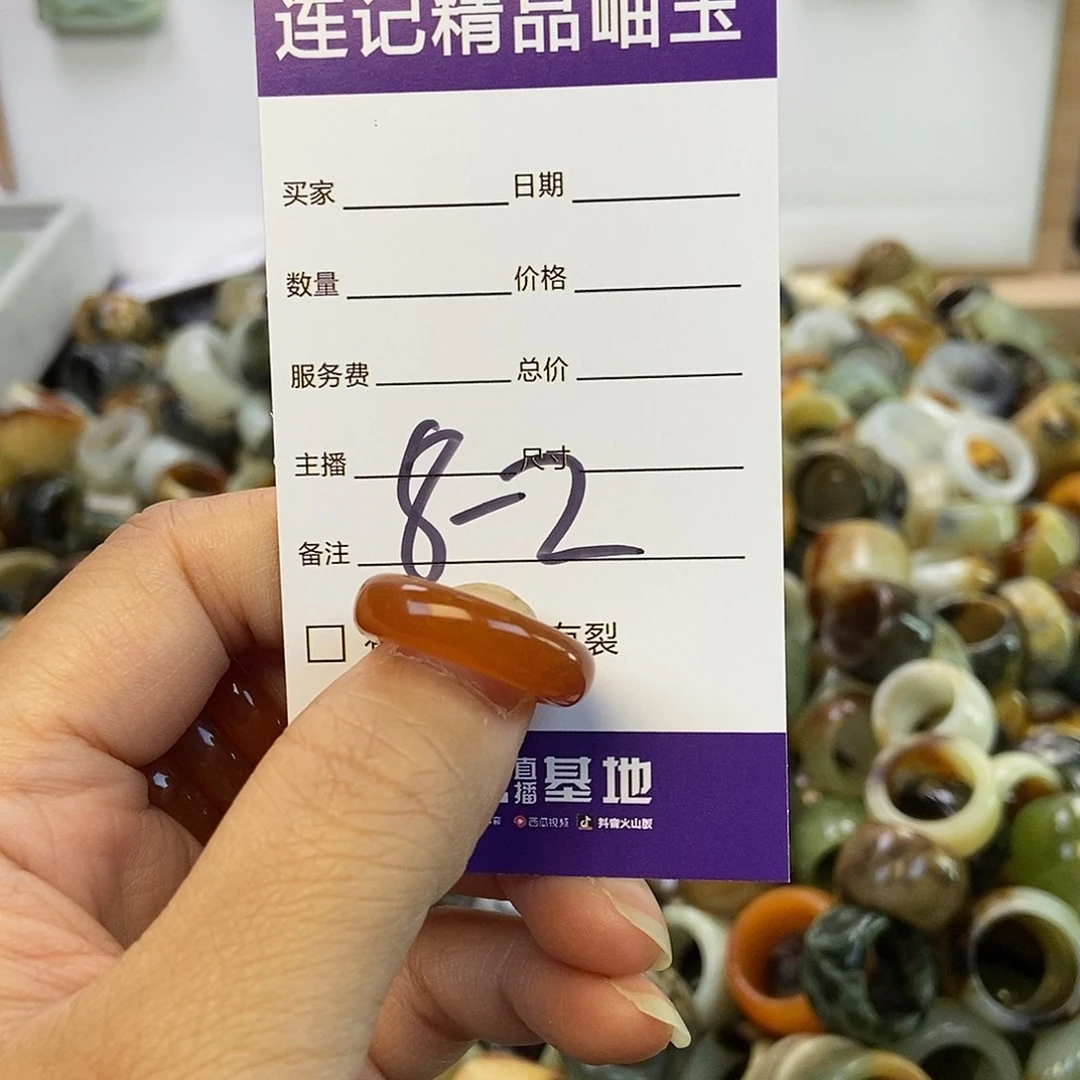 莲记精品岫玉
买家 日期
数量 价格
服务费 总价
主播 尺寸
8-2
备注
有裂
直播基地
西瓜视频 抖音火山版